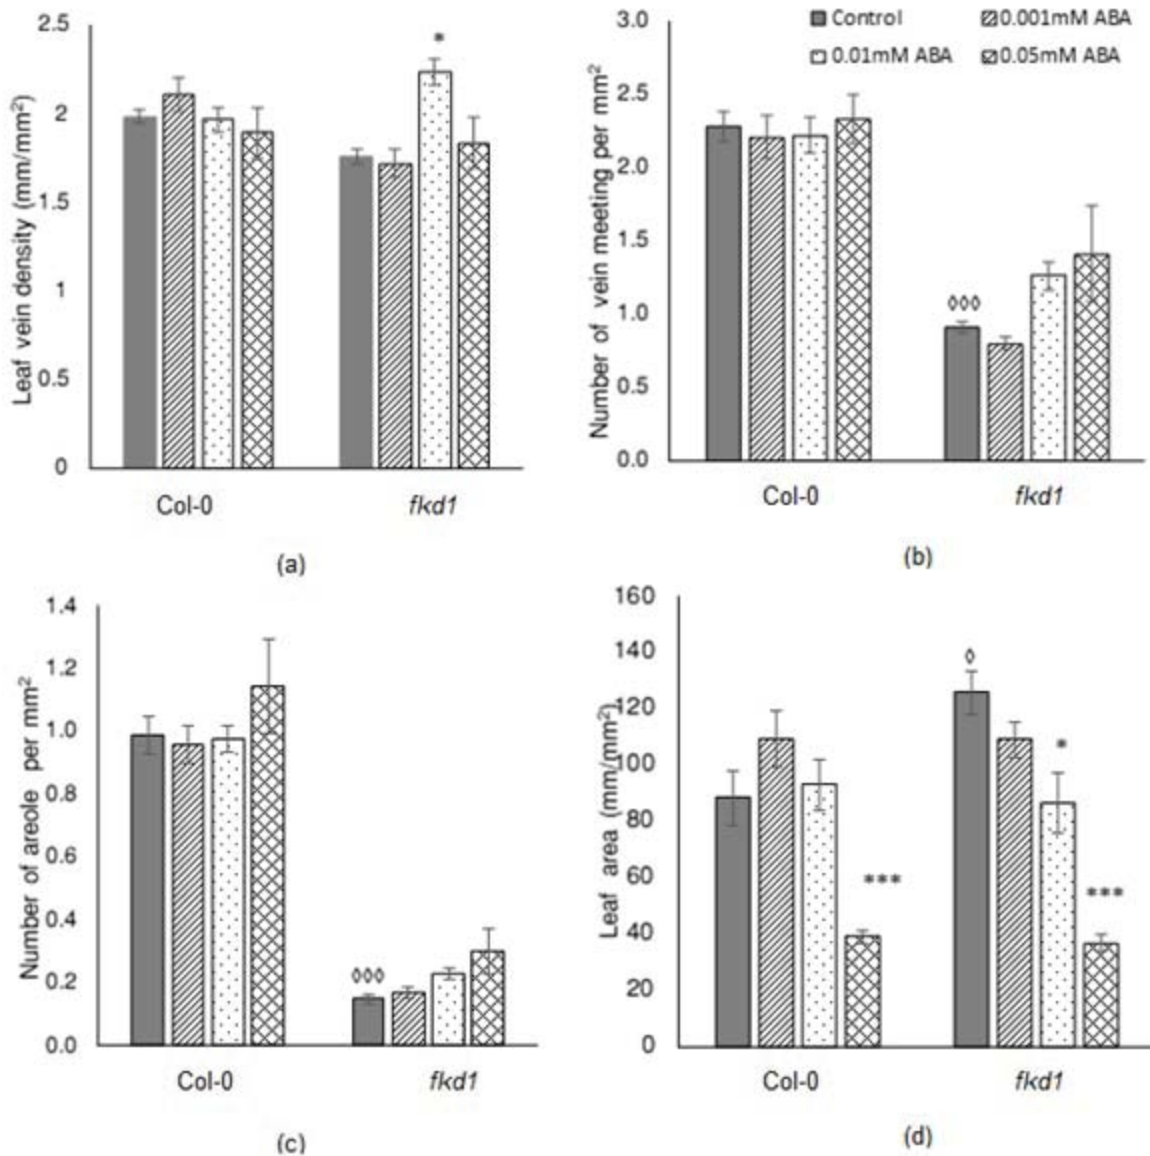 Leaf vein density (mm/mm²)
2.5
2
1.5
1
0.5
0
*
Col-0
fkd1
(a)
Number of vein meeting per mm²
3.0
2.5
2.0
1.5
1.0
0.5
0.0
Control
0.001mM ABA
0.01mM ABA
0.05mM ABA
◊◊◊
Col-0
fkd1
(b)
Number of areole per mm²
1.4
1.2
1.0
0.8
0.6
0.4
0.2
0.0
◊◊◊
Col-0
fkd1
(c)
Leaf area (mm/mm²)
160
140
120
100
80
60
40
20
0
***
◊
*
***
Col-0
fkd1
(d)